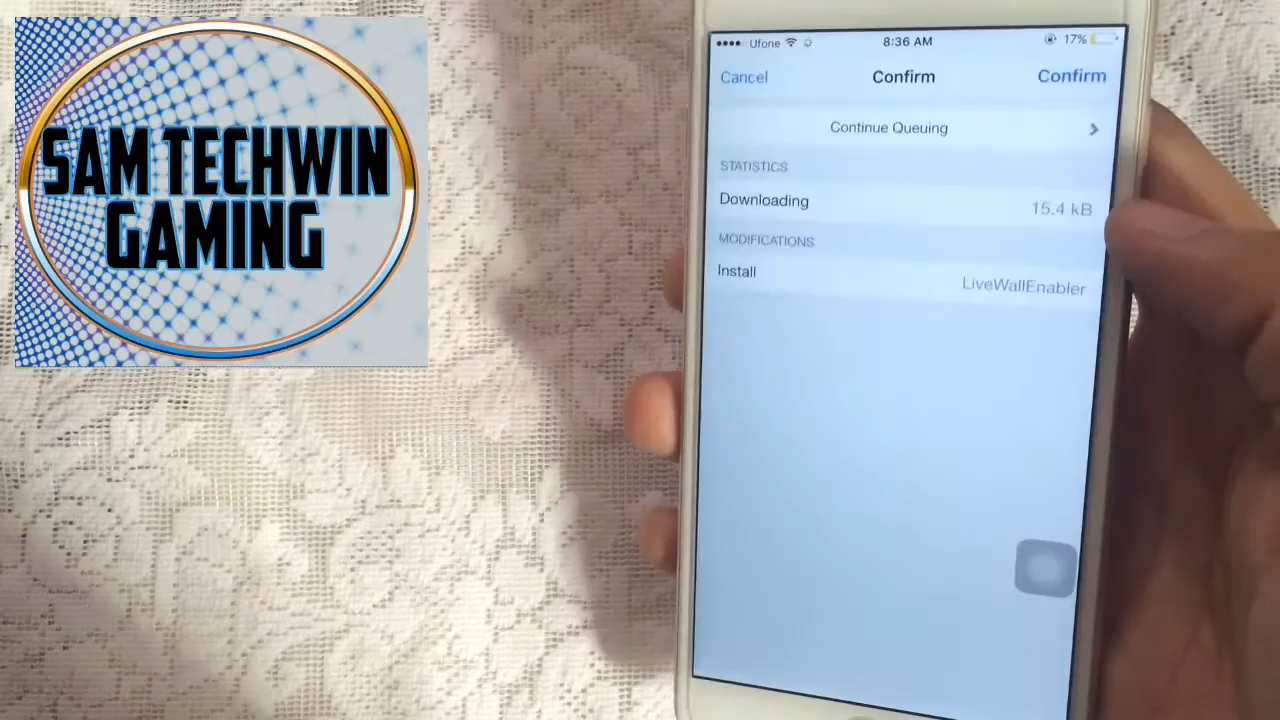 SAM TECHWIN
GAMING
Ufone 8:36 AM 17%
Cancel Confirm Confirm
Continue Queuing
STATISTICS
Downloading 15.4 kB
MODIFICATIONS
Install LiveWallEnabler